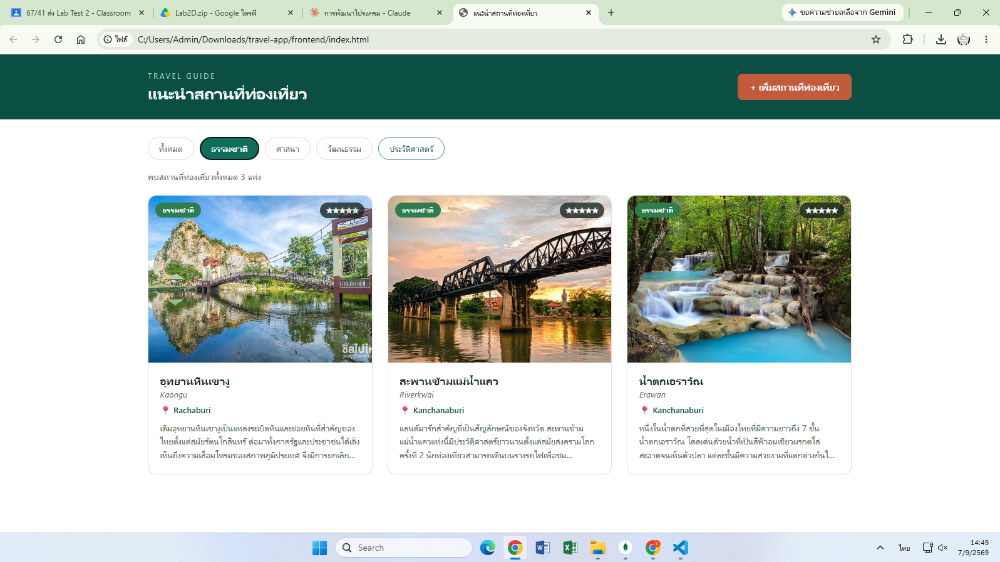 67/41 ส่ง Lab Test 2 - Classroom
Lab2D.zip - Google ไดรฟ์
การพัฒนาโปรแกรม - Claude
แนะนำสถานที่ท่องเที่ยว
ขอความช่วยเหลือจาก Gemini
ไฟล์
C:/Users/Admin/Downloads/travel-app/frontend/index.html
TRAVEL GUIDE
แนะนำสถานที่ท่องเที่ยว
+ เพิ่มสถานที่ท่องเที่ยว
ทั้งหมด
ธรรมชาติ
ศาสนา
วัฒนธรรม
ประวัติศาสตร์
พบสถานที่ท่องเที่ยวทั้งหมด 3 แห่ง
ธรรมชาติ
★★★☆☆
ชิลไปไ
อุทยานหินเขางู
Kaongu
Rachaburi
เดิมอุทยานหินเขางูเป็นแหล่งระเบิดหินและย่อยหินที่สำคัญของ
ไทยตั้งแต่สมัยรัตนโกสินทร์ ต่อมาทั้งภาครัฐและประชาชนได้เล็ง
เห็นถึงความเสื่อมโทรมของสภาพภูมิประเทศ จึงมีการยกเลิก...
ธรรมชาติ
★★★★★
สะพานข้ามแม่น้ำแคว
Riverkwai
Kanchanaburi
แลนด์มาร์กสำคัญที่เป็นสัญลักษณ์ของจังหวัด สะพานข้าม
แม่น้ำแควแห่งนี้มีประวัติศาสตร์ยาวนานตั้งแต่สมัยสงครามโลก
ครั้งที่ 2 นักท่องเที่ยวสามารถเดินบนรางรถไฟเพื่อชม...
ธรรมชาติ
★★★★★
น้ำตกเอราวัณ
Erawan
Kanchanaburi
หนึ่งในน้ำตกที่สวยที่สุดในเมืองไทยที่มีความยาวถึง 7 ชั้น
น้ำตกเอราวัณ โดดเด่นด้วยน้ำที่เป็นสีฟ้าอมเขียวมรกตใส
สะอาดจนเห็นตัวปลา แต่ละชั้นมีความสวยงามที่แตกต่างกันไ...
Search
ไทย
14:49
7/9/2569